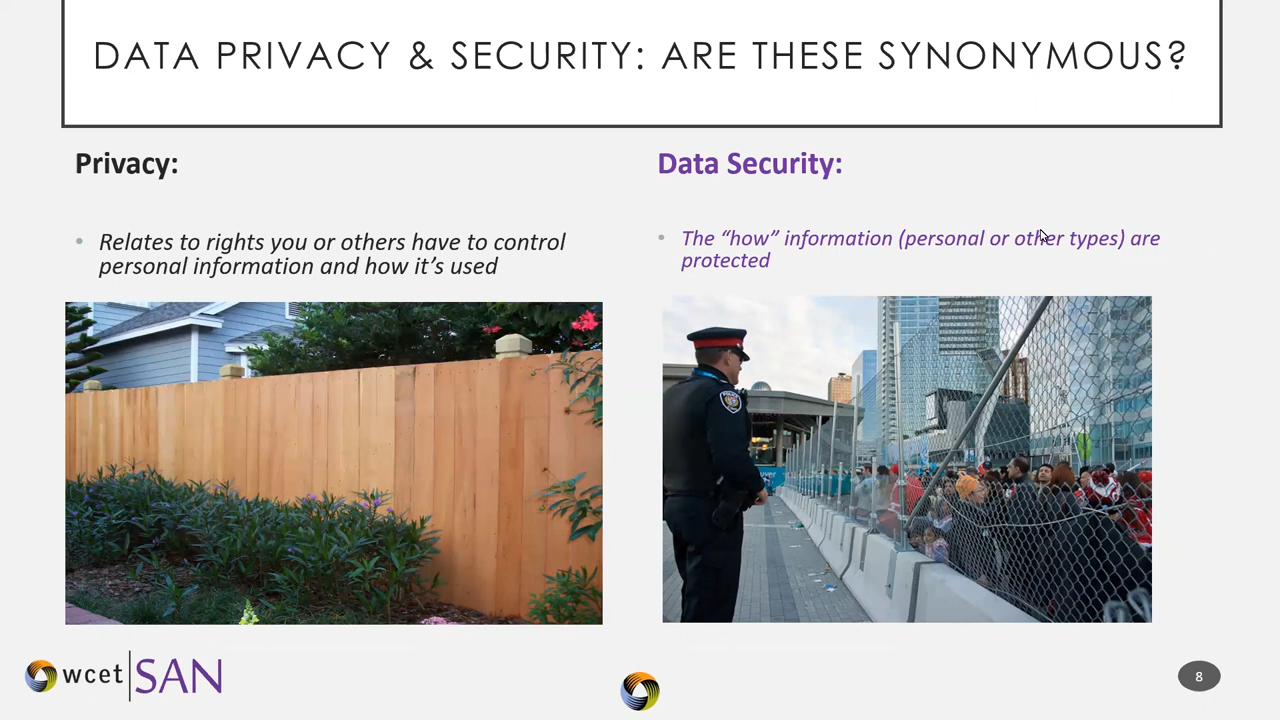 DATA PRIVACY & SECURITY: ARE THESE SYNONYMOUS?
Privacy:
• Relates to rights you or others have to control
personal information and how it's used
Data Security:
• The “how” information (personal or other types) are
protected
POLICE
wcet SAN
8